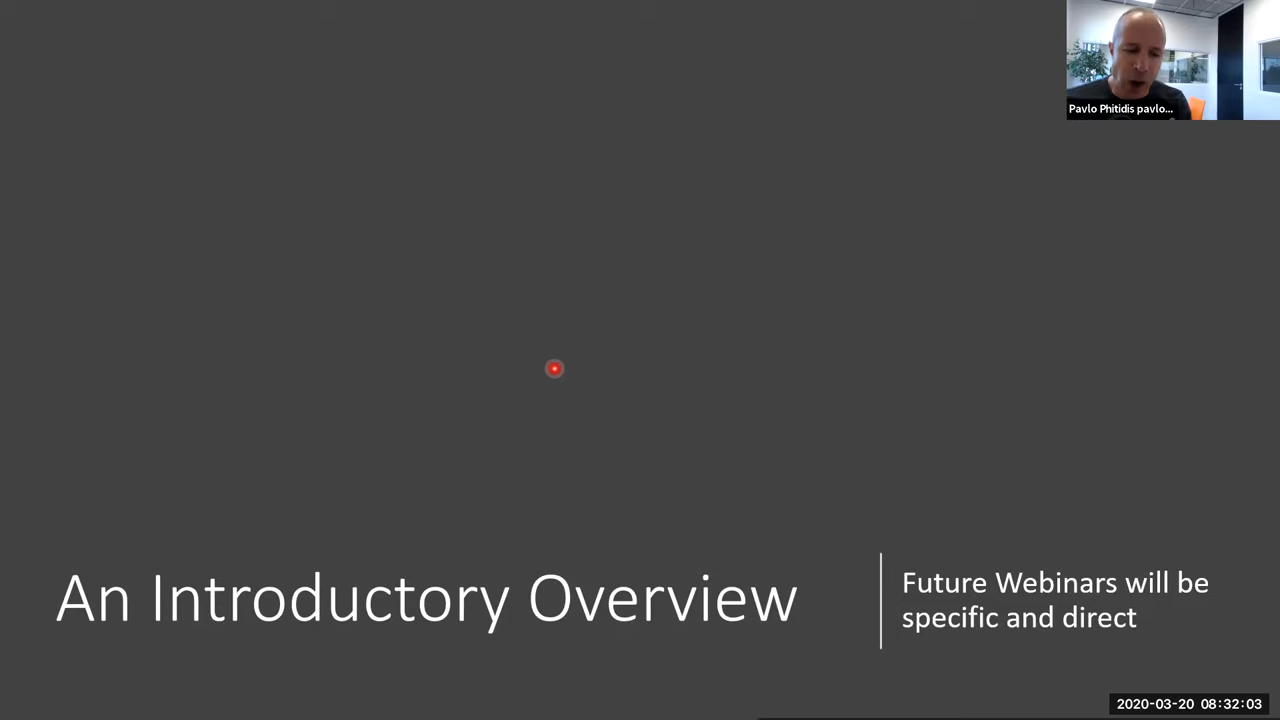 Pavlo Phitidis pavlo...
An Introductory Overview
Future Webinars will be
specific and direct
2020-03-20 08:32:03